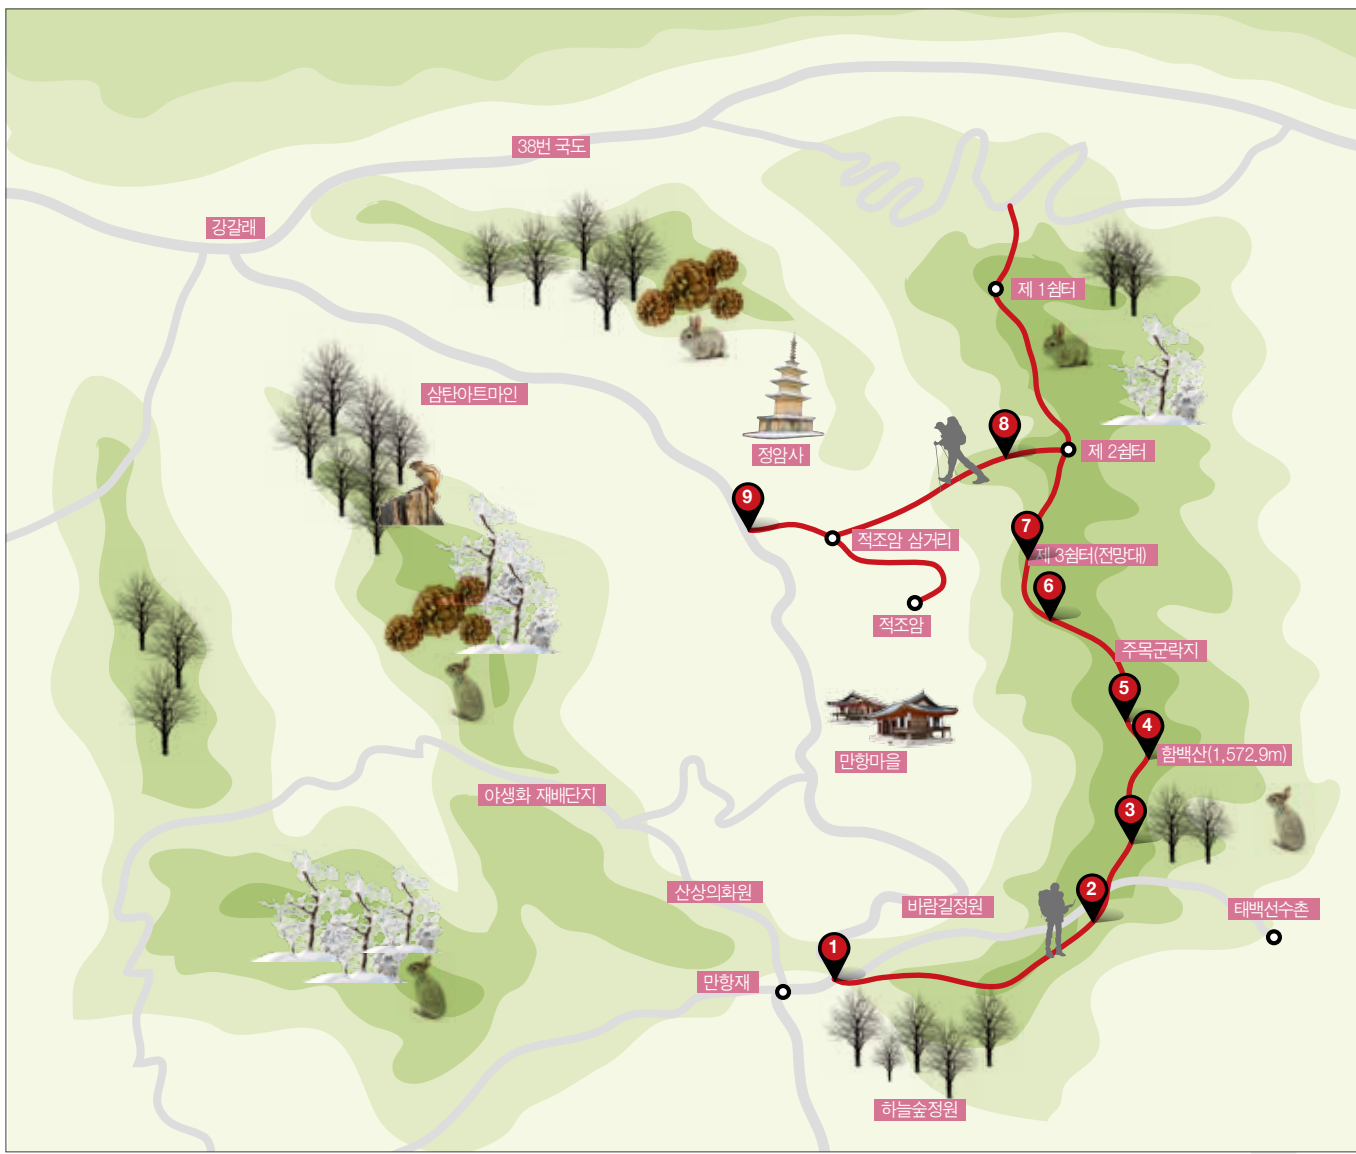 38번 국도
강갈래
제 1쉼터
삼탄아트마인
8
제 2쉼터
정암사
9
7
적조암 삼거리
제 3쉼터(전망대)
6
적조암
주목군락지
5
4
함백산(1,572.9m)
만항마을
야생화 재배단지
3
산상의화원
2
바람길정원
태백선수촌
1
만항재
하늘숲정원